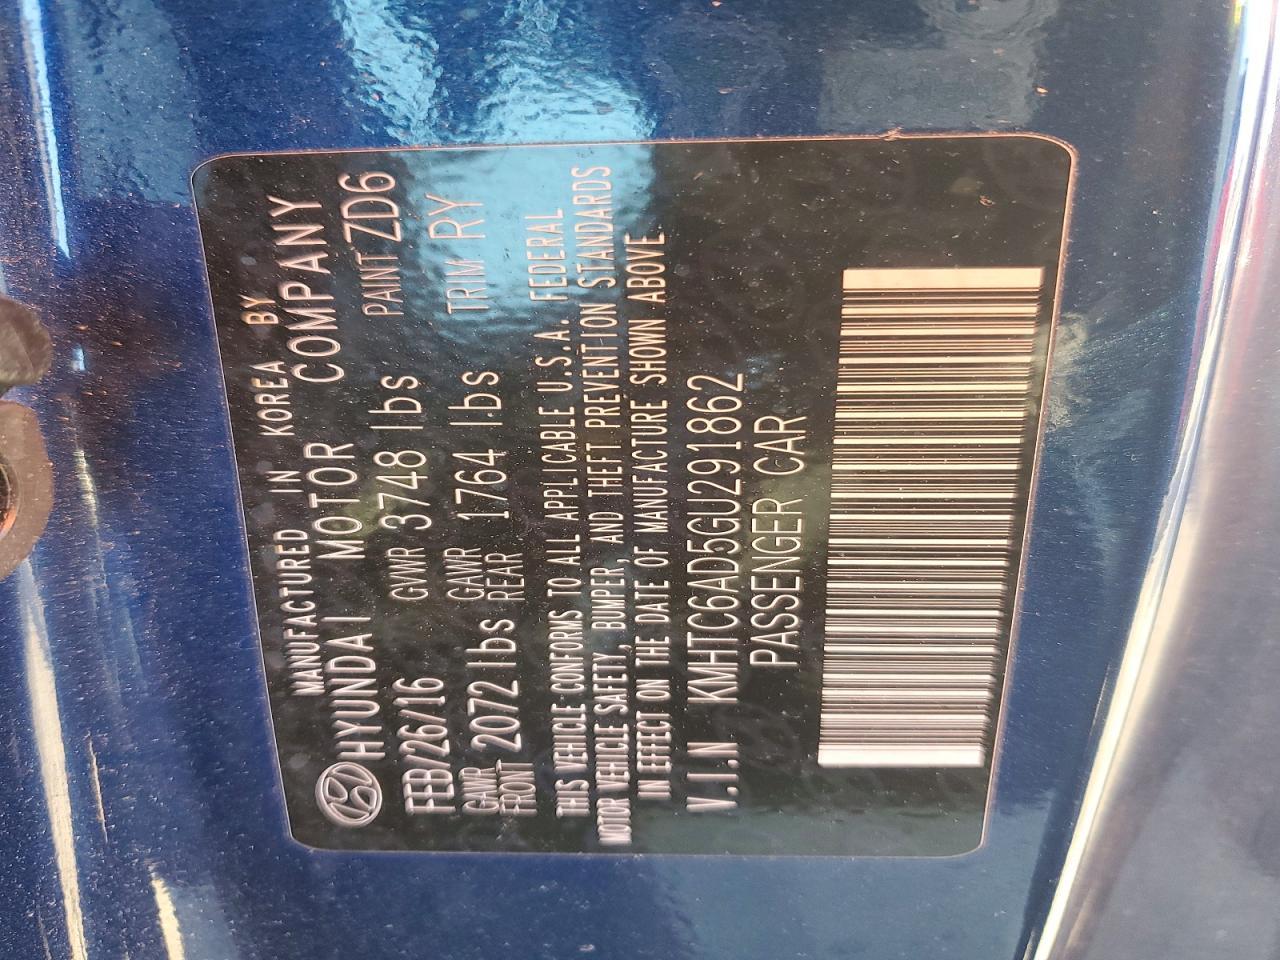 MANUFACTURED IN KOREA BY
HYUNDAI MOTOR COMPANY
FEB/26/16 GVWR 3748 lbs PAINT ZD6
GAWR FRONT 2072 lbs GAWR REAR 1764 lbs TRIM RY
THIS VEHICLE CONFORMS TO ALL APPLICABLE U.S.A. FEDERAL
MOTOR VEHICLE SAFETY, BUMPER, AND THEFT PREVENTION STANDARDS
IN EFFECT ON THE DATE OF MANUFACTURE SHOWN ABOVE.
V.I.N KMHTC6AD5GU291862
PASSENGER CAR